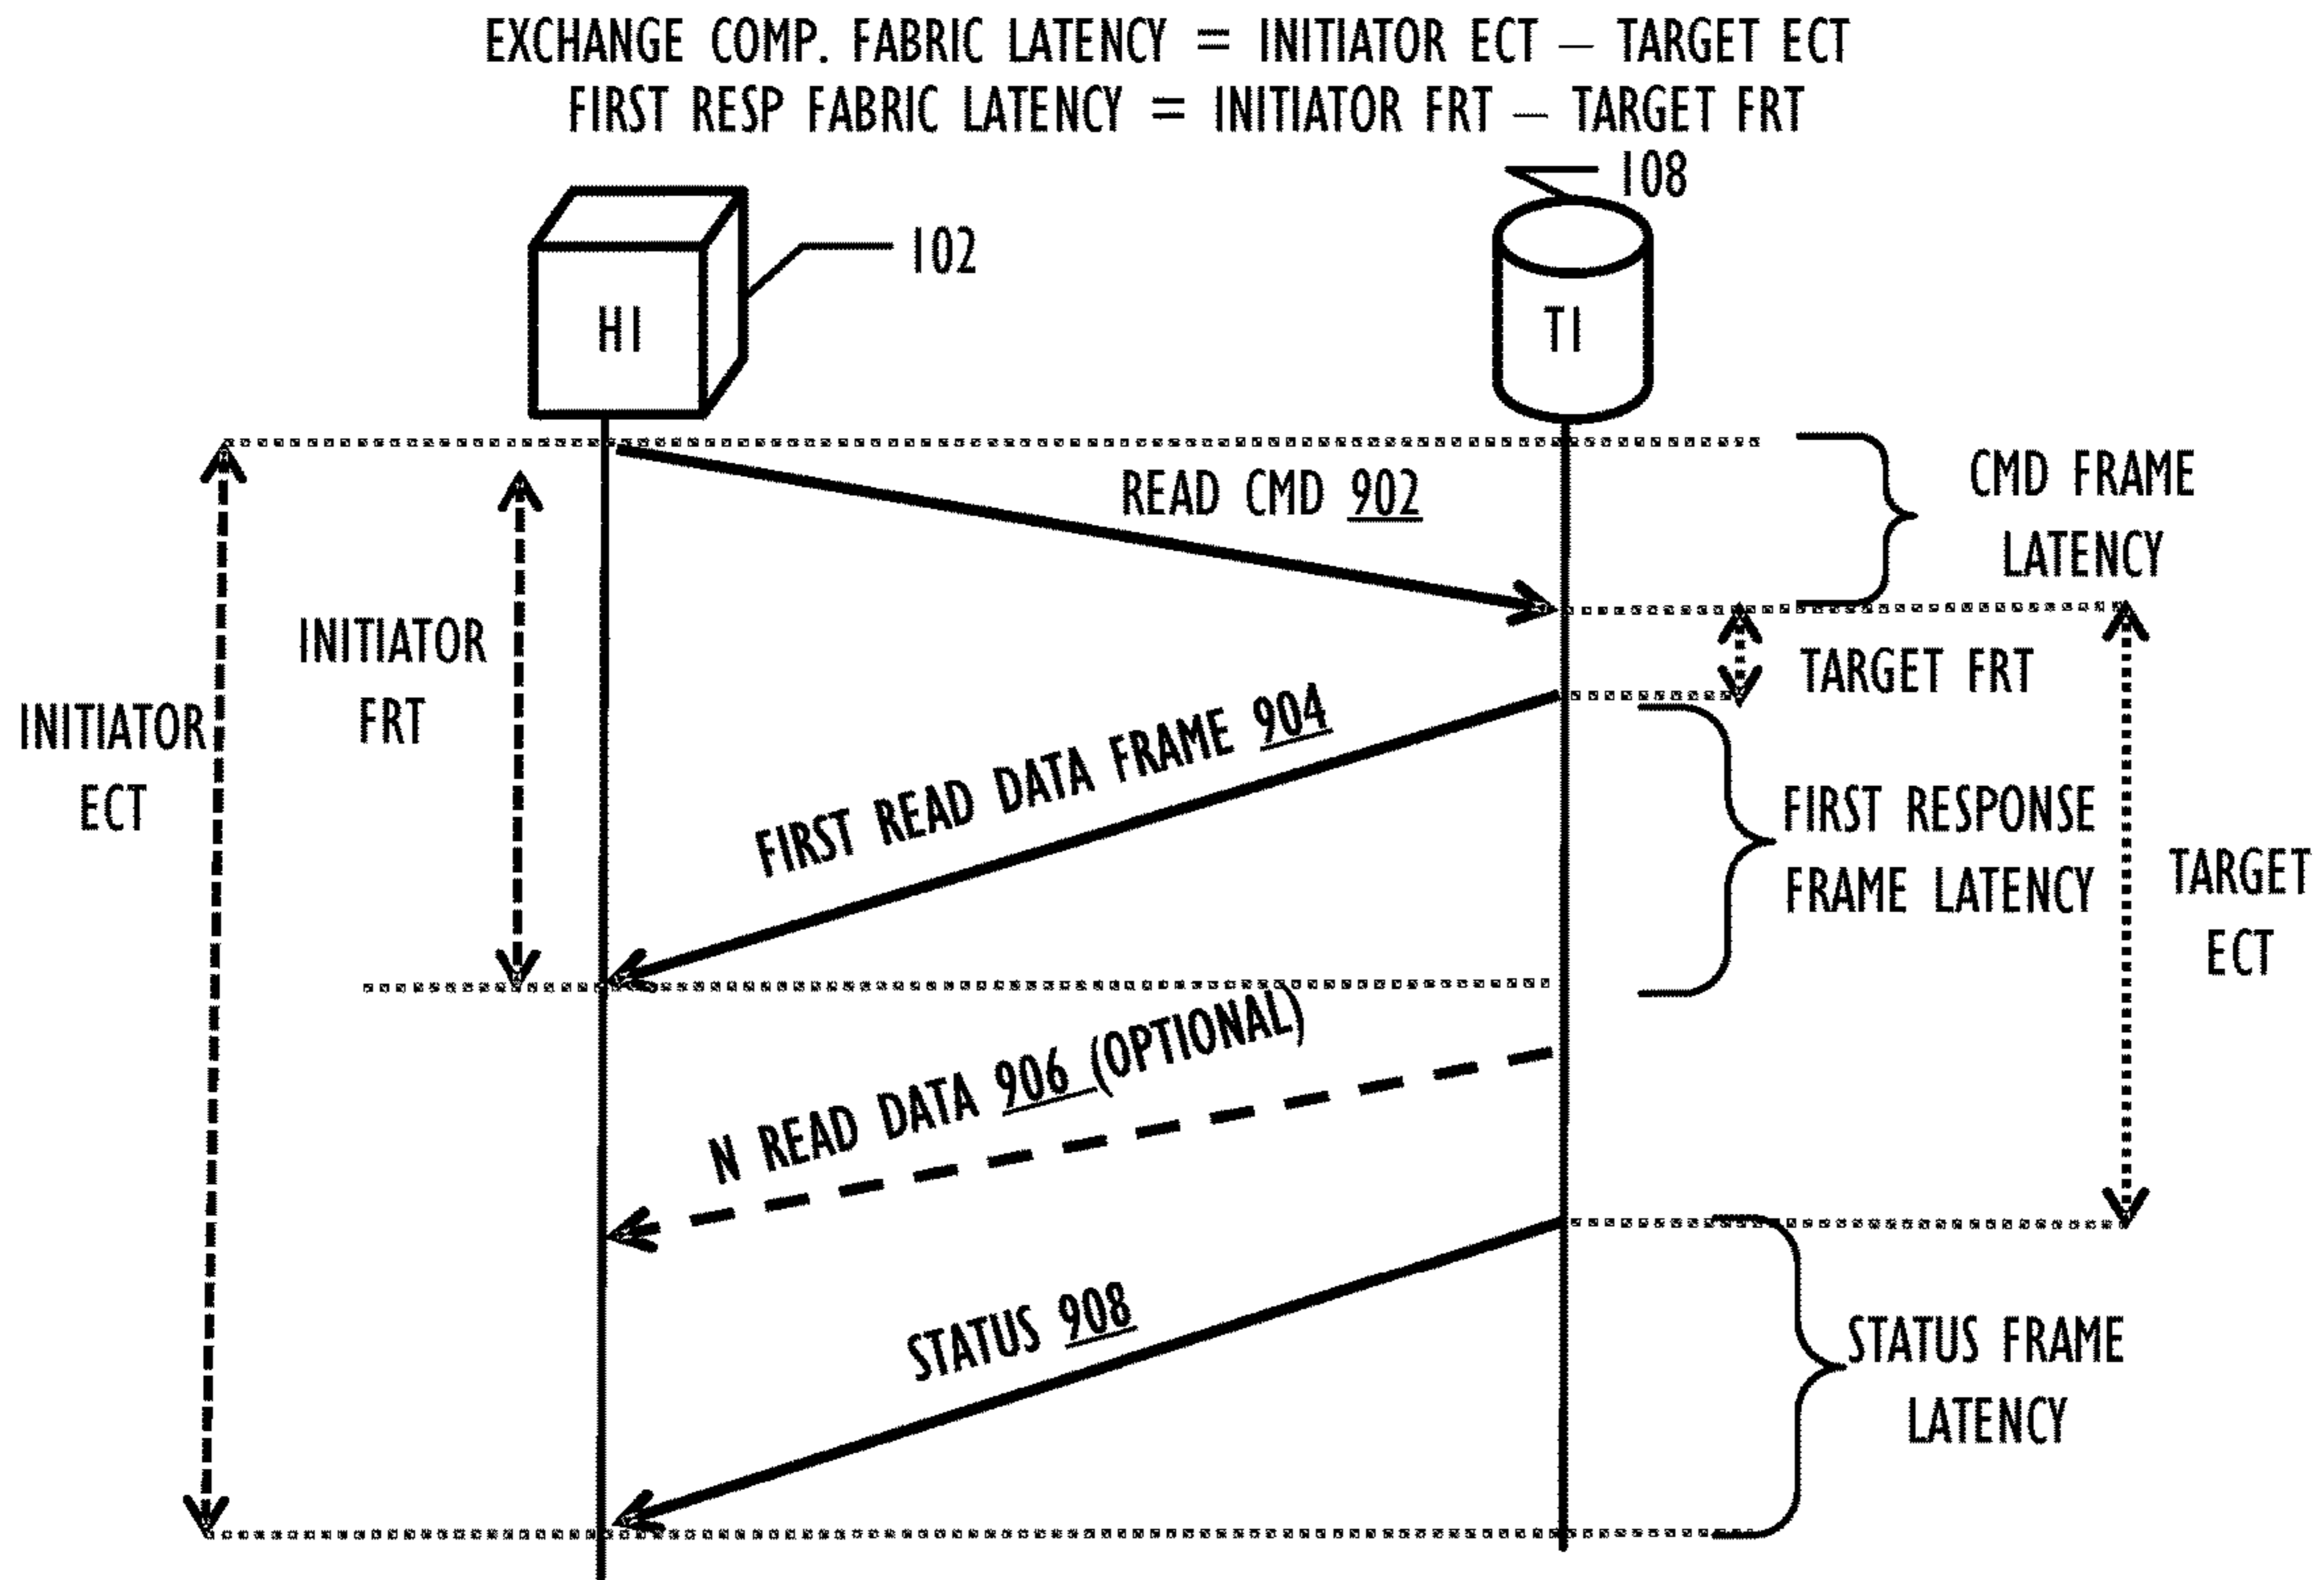 EXCHANGE COMP. FABRIC LATENCY = INITIATOR ECT – TARGET ECT
FIRST RESP FABRIC LATENCY = INITIATOR FRT – TARGET FRT
108
102
HI
TI
READ CMD 902
CMD FRAME
LATENCY
INITIATOR
FRT
TARGET FRT
INITIATOR
ECT
FIRST READ DATA FRAME 904
FIRST RESPONSE
FRAME LATENCY
TARGET
ECT
N READ DATA 906 (OPTIONAL)
STATUS 908
STATUS FRAME
LATENCY